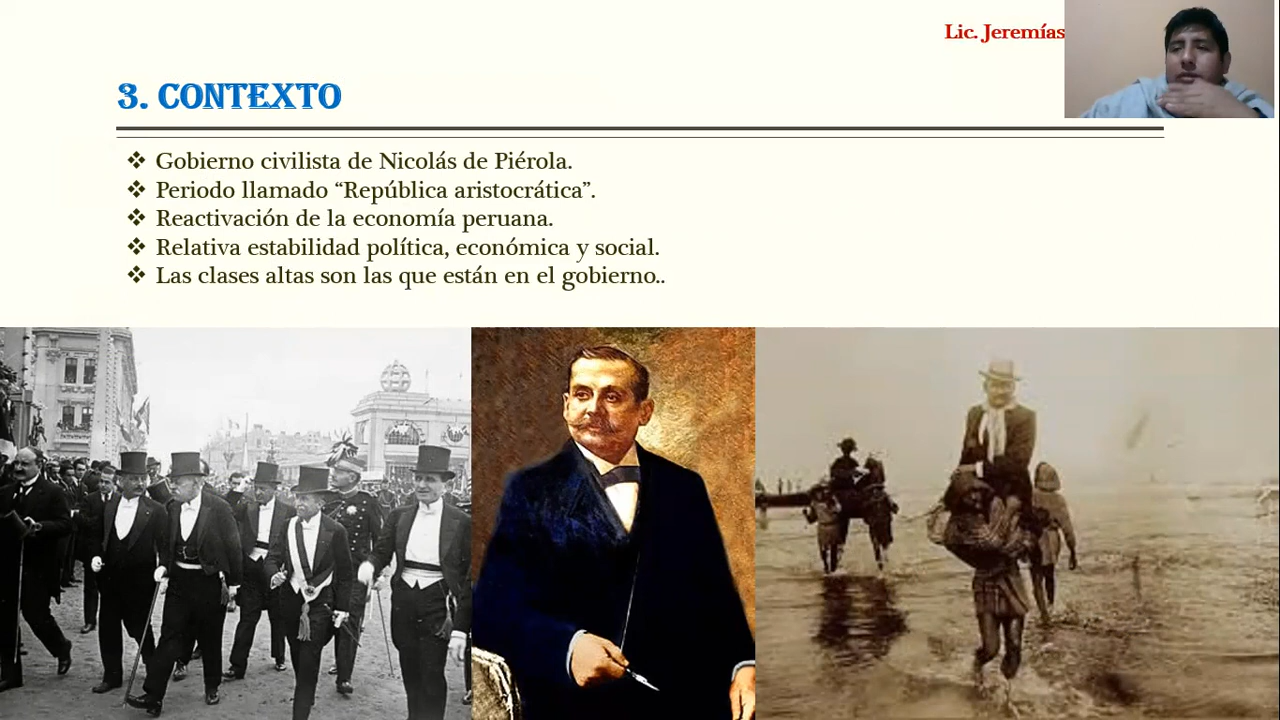 Lic. Jeremías
3. CONTEXTO
❖ Gobierno civilista de Nicolás de Piérola.
❖ Periodo llamado “República aristocrática”.
❖ Reactivación de la economía peruana.
❖ Relativa estabilidad política, económica y social.
❖ Las clases altas son las que están en el gobierno..